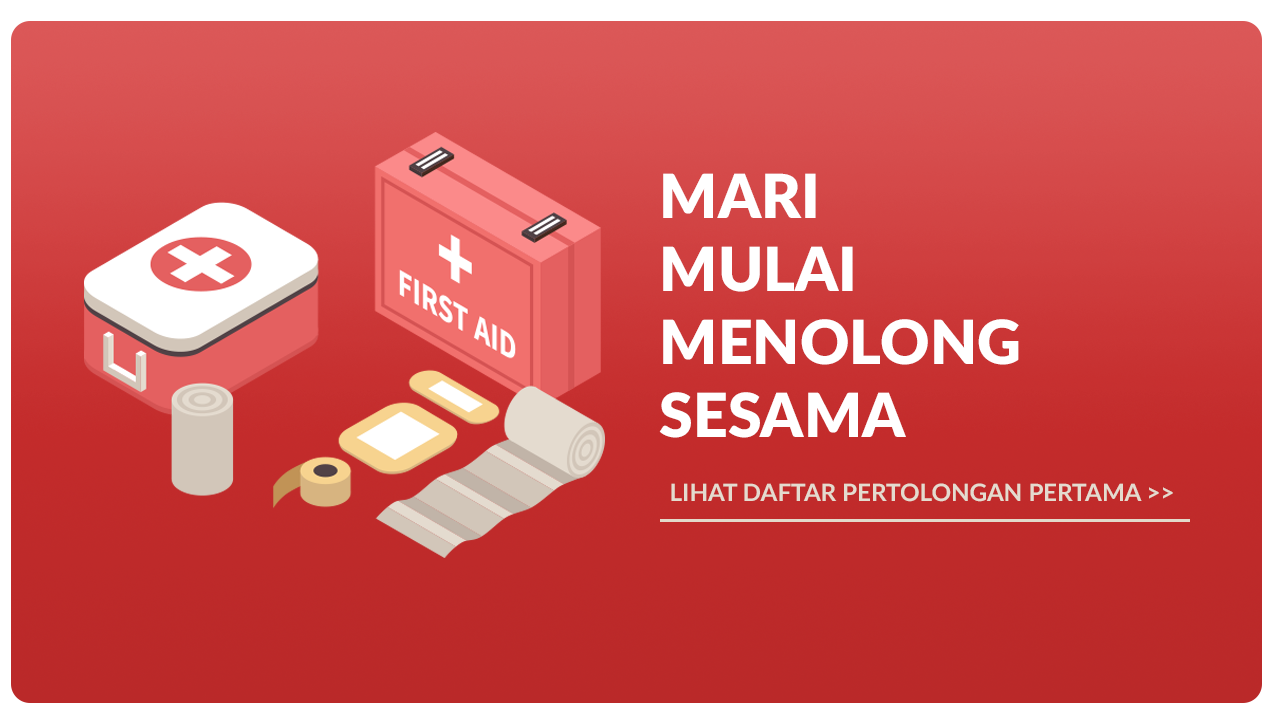 FIRST AID
MARI
MULAI
MENOLONG
SESAMA
LIHAT DAFTAR PERTOLONGAN PERTAMA >>